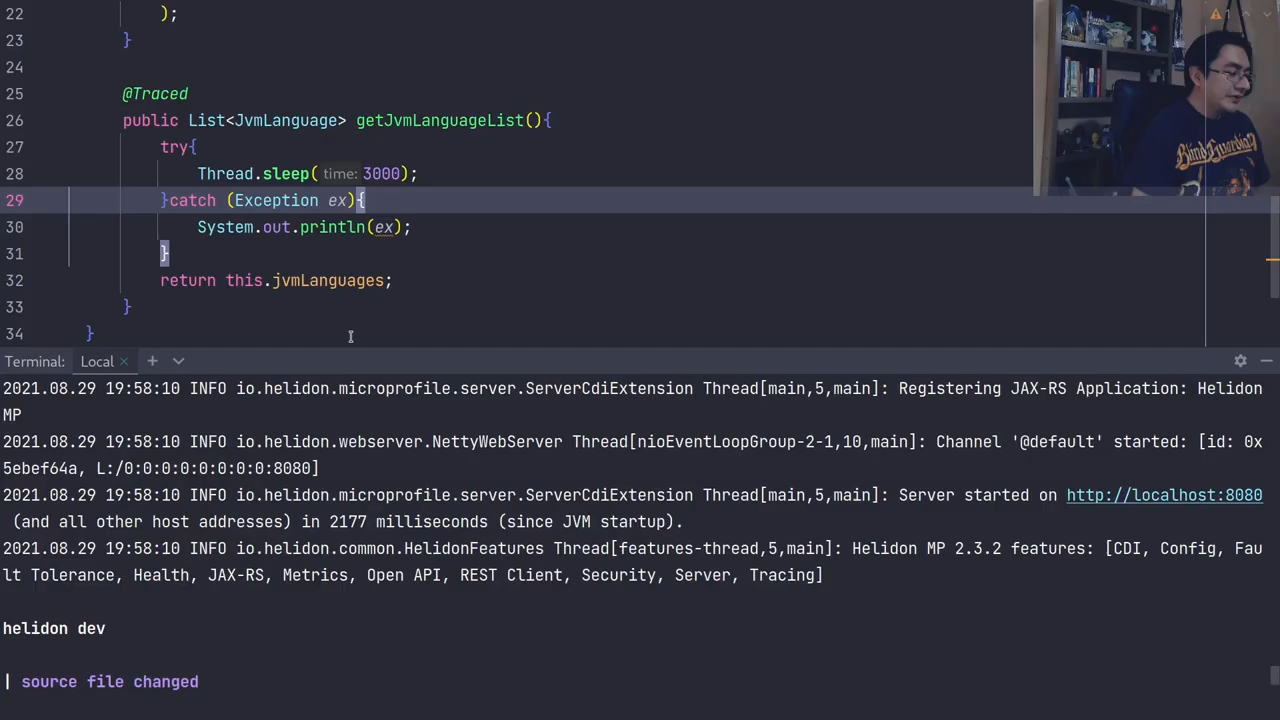 22 );
23 }
24
25 @Traced
26 public List<JvmLanguage> getJvmLanguageList(){
27 try{
28 Thread.sleep( time: 3000);
29 }catch (Exception ex){
30 System.out.println(ex);
31 }
32 return this.jvmLanguages;
33 }
34 }
1
Blind Guardian
Terminal: Local × +
2021.08.29 19:58:10 INFO io.helidon.microprofile.server.ServerCdiExtension Thread[main,5,main]: Registering JAX-RS Application: Helidon
MP
2021.08.29 19:58:10 INFO io.helidon.webserver.NettyWebServer Thread[nioEventLoopGroup-2-1,10,main]: Channel '@default' started: [id: 0x
5ebef64a, L:/0:0:0:0:0:0:0:0:8080]
2021.08.29 19:58:10 INFO io.helidon.microprofile.server.ServerCdiExtension Thread[main,5,main]: Server started on http://localhost:8080
(and all other host addresses) in 2177 milliseconds (since JVM startup).
2021.08.29 19:58:10 INFO io.helidon.common.HelidonFeatures Thread[features-thread,5,main]: Helidon MP 2.3.2 features: [CDI, Config, Fau
lt Tolerance, Health, JAX-RS, Metrics, Open API, REST Client, Security, Server, Tracing]
helidon dev
| source file changed